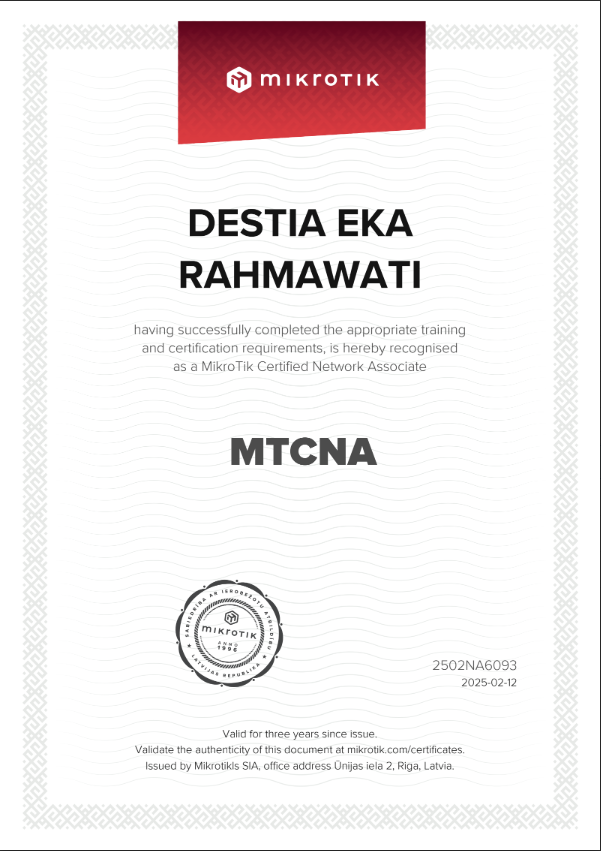 mikrotik
DESTIA EKA
RAHMAWATI
having successfully completed the appropriate training
and certification requirements, is hereby recognised
as a MikroTik Certified Network Associate
MTCNA
SABIEDRĪBA AR IEROBEŽOTU ATBILDĪBU
mikrotik
ANNO
1996
LATVIJAS REPUBLIKA
2502NA6093
2025-02-12
Valid for three years since issue.
Validate the authenticity of this document at mikrotik.com/certificates.
Issued by Mikrotikls SIA, office address Ūnijas iela 2, Riga, Latvia.